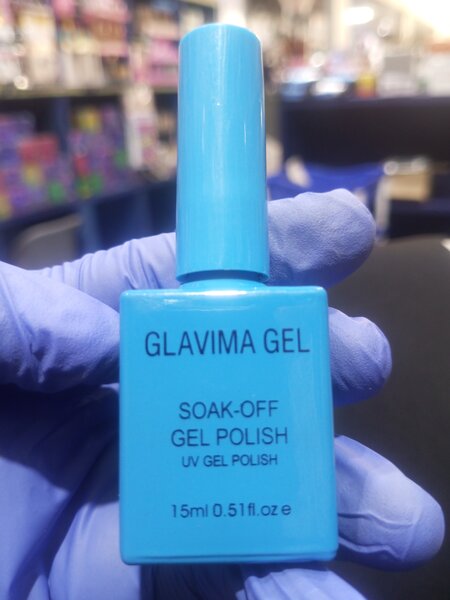 GLAVIMA GEL
SOAK-OFF
GEL POLISH
UV GEL POLISH
15ml 0.51fl.oz e